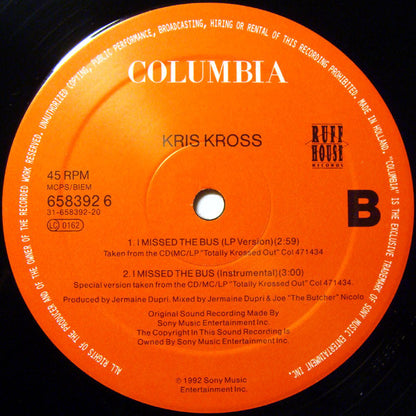 ALL RIGHTS OF THE PRODUCER AND OF THE OWNER OF THE RECORDED WORK RESERVED. UNAUTHORIZED COPYING, PUBLIC PERFORMANCE, BROADCASTING, HIRING OR RENTAL OF THIS RECORDING PROHIBITED. MADE IN HOLLAND. "COLUMBIA" IS THE EXCLUSIVE TRADEMARK OF SONY MUSIC ENTERTAINMENT INC.
COLUMBIA
KRIS KROSS
RUFF
HOUSE
RECORDS
45 RPM
MCPS/BIEM
658392 6
31-658392-20
LC 0162
B
1. I MISSED THE BUS (LP Version)(2:59)
Taken from the CD/MC/LP "Totally Krossed Out" Col 471434
2. I MISSED THE BUS (Instrumental)(3:00)
Special version taken from the CD/MC/LP "Totally Krossed Out" Col 471434.
Produced by Jermaine Dupri. Mixed by Jermaine Dupri & Joe "The Butcher" Nicolo
Original Sound Recording Made By
Sony Music Entertainment Inc.
The Copyright In This Sound Recording Is
Owned By Sony Music Entertainment Inc.
℗ 1992 Sony Music
Entertainment Inc.